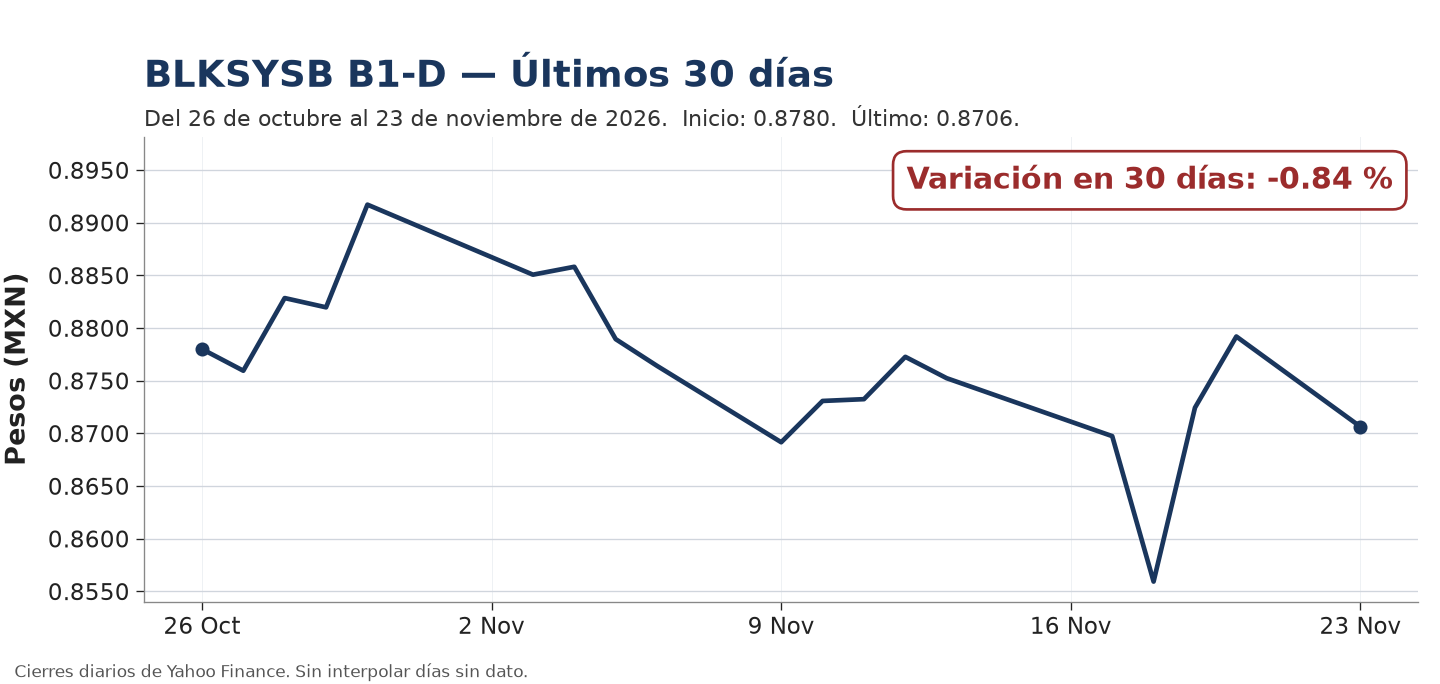 BLKSYSB B1-D — Últimos 30 días
Del 26 de octubre al 23 de noviembre de 2026.  Inicio: 0.8780.  Último: 0.8706.
Variación en 30 días: -0.84 %
Pesos (MXN)
0.8950
0.8900
0.8850
0.8800
0.8750
0.8700
0.8650
0.8600
0.8550
26 Oct
2 Nov
9 Nov
16 Nov
23 Nov
Cierres diarios de Yahoo Finance. Sin interpolar días sin dato.